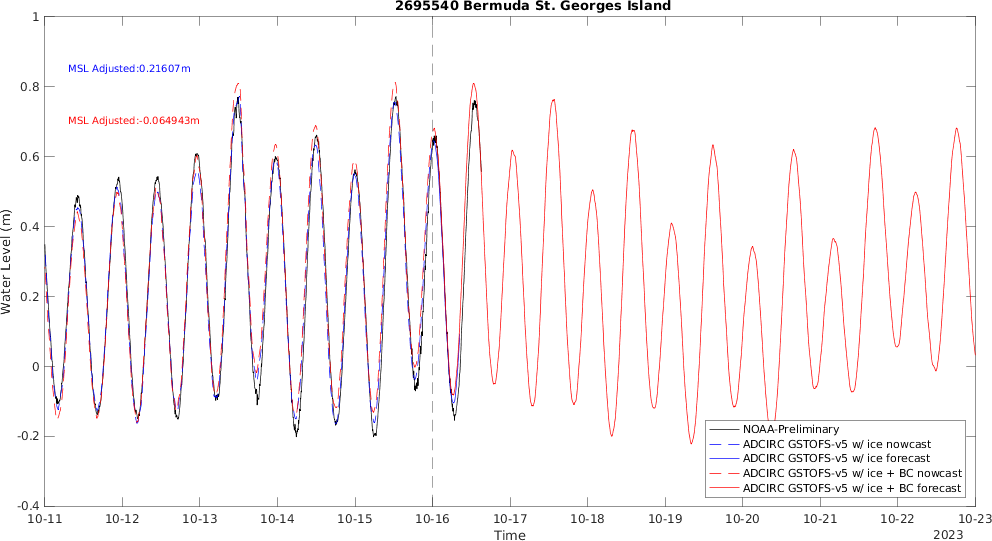 2695540 Bermuda St. Georges Island
1
0.8
0.6
0.4
0.2
0
-0.2
-0.4
Water Level (m)
MSL Adjusted:0.21607m
MSL Adjusted:-0.064943m
NOAA-Preliminary
ADCIRC GSTOFS-v5 w/ ice nowcast
ADCIRC GSTOFS-v5 w/ ice forecast
ADCIRC GSTOFS-v5 w/ ice + BC nowcast
ADCIRC GSTOFS-v5 w/ ice + BC forecast
10-11 10-12 10-13 10-14 10-15 10-16 10-17 10-18 10-19 10-20 10-21 10-22 10-23
Time
2023